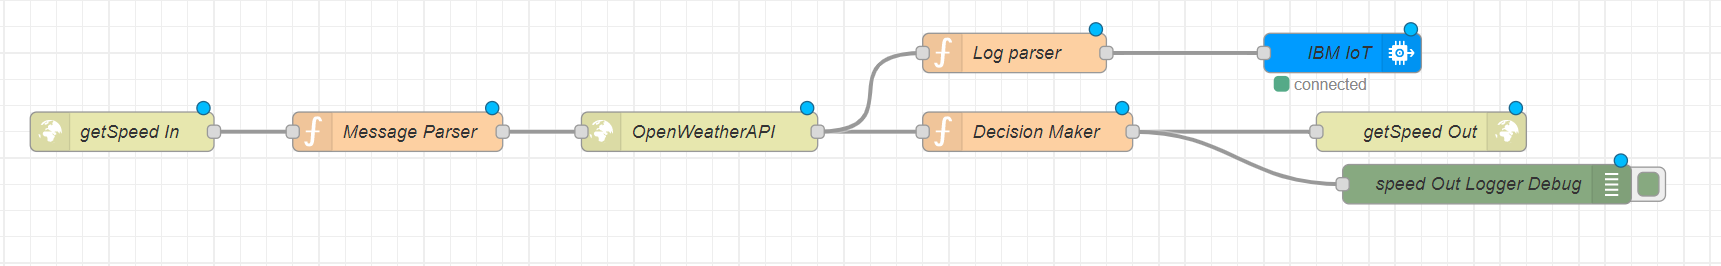 Log parser
IBM IoT
connected
getSpeed In
Message Parser
OpenWeatherAPI
Decision Maker
getSpeed Out
speed Out Logger Debug